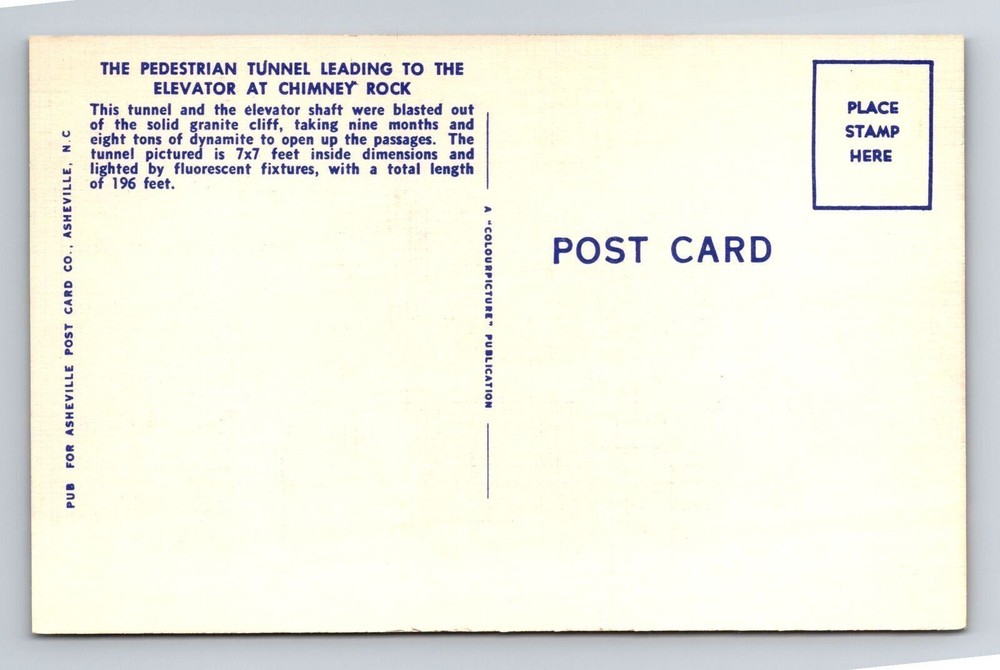 THE PEDESTRIAN TUNNEL LEADING TO THE
ELEVATOR AT CHIMNEY ROCK
This tunnel and the elevator shaft were blasted out
of the solid granite cliff, taking nine months and
eight tons of dynamite to open up the passages. The
tunnel pictured is 7x7 feet inside dimensions and
lighted by fluorescent fixtures, with a total length
of 196 feet.
PUB FOR ASHEVILLE POST CARD CO., ASHEVILLE, N.C
A "COLOURPICTURE" PUBLICATION
POST CARD
PLACE
STAMP
HERE